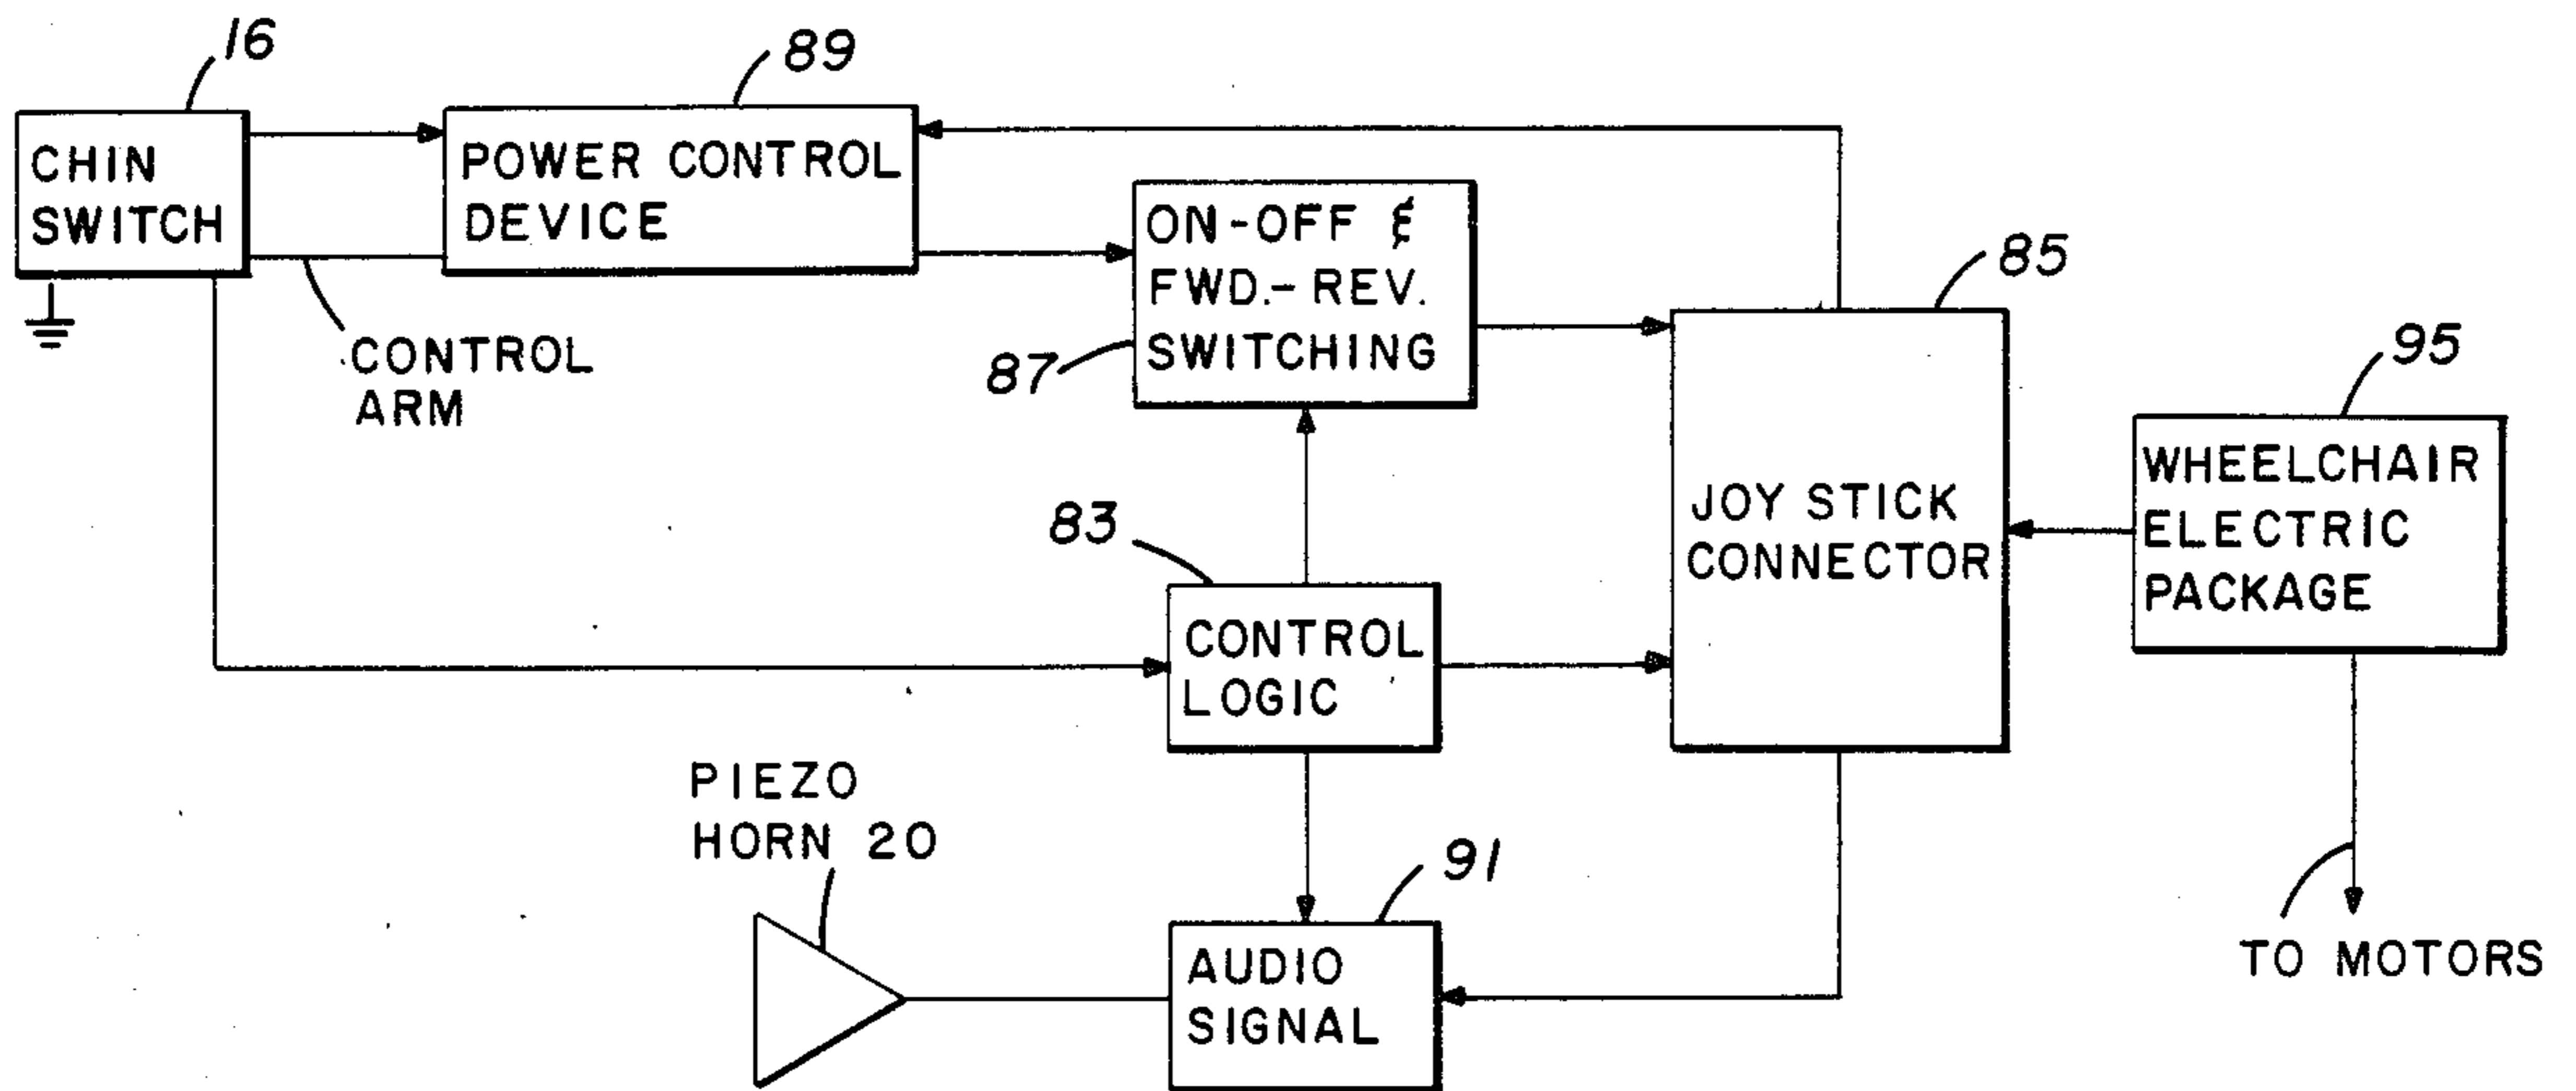 16
CHIN
SWITCH
89
POWER CONTROL
DEVICE
CONTROL
ARM
ON-OFF &
FWD.-REV.
SWITCHING
87
85
JOY STICK
CONNECTOR
95
WHEELCHAIR
ELECTRIC
PACKAGE
83
CONTROL
LOGIC
PIEZO
HORN 20
91
AUDIO
SIGNAL
TO MOTORS